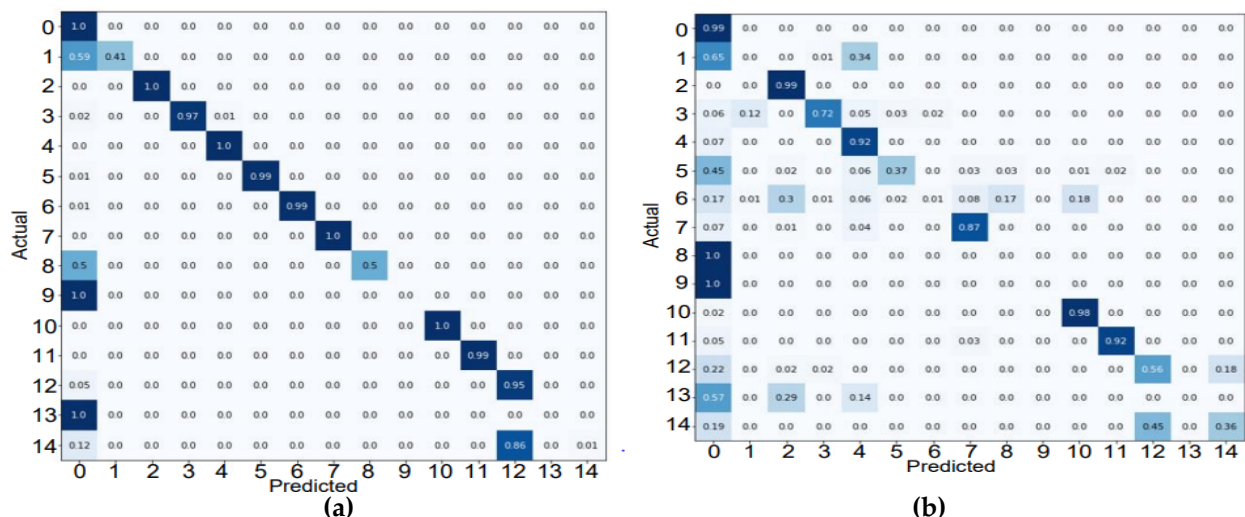 0 1.0 0.0 0.0 0.0 0.0 0.0 0.0 0.0 0.0 0.0 0.0 0.0 0.0 0.0 0.0
1 0.59 0.41 0.0 0.0 0.0 0.0 0.0 0.0 0.0 0.0 0.0 0.0 0.0 0.0 0.0
2 0.0 0.0 1.0 0.0 0.0 0.0 0.0 0.0 0.0 0.0 0.0 0.0 0.0 0.0 0.0
3 0.02 0.0 0.0 0.97 0.01 0.0 0.0 0.0 0.0 0.0 0.0 0.0 0.0 0.0 0.0
4 0.0 0.0 0.0 0.0 1.0 0.0 0.0 0.0 0.0 0.0 0.0 0.0 0.0 0.0 0.0
5 0.01 0.0 0.0 0.0 0.0 0.99 0.0 0.0 0.0 0.0 0.0 0.0 0.0 0.0 0.0
6 0.01 0.0 0.0 0.0 0.0 0.0 0.99 0.0 0.0 0.0 0.0 0.0 0.0 0.0 0.0
7 0.0 0.0 0.0 0.0 0.0 0.0 0.0 1.0 0.0 0.0 0.0 0.0 0.0 0.0 0.0
8 0.5 0.0 0.0 0.0 0.0 0.0 0.0 0.0 0.5 0.0 0.0 0.0 0.0 0.0 0.0
9 1.0 0.0 0.0 0.0 0.0 0.0 0.0 0.0 0.0 0.0 0.0 0.0 0.0 0.0 0.0
10 0.0 0.0 0.0 0.0 0.0 0.0 0.0 0.0 0.0 0.0 1.0 0.0 0.0 0.0 0.0
11 0.0 0.0 0.0 0.0 0.0 0.0 0.0 0.0 0.0 0.0 0.0 0.99 0.0 0.0 0.0
12 0.05 0.0 0.0 0.0 0.0 0.0 0.0 0.0 0.0 0.0 0.0 0.0 0.95 0.0 0.0
13 1.0 0.0 0.0 0.0 0.0 0.0 0.0 0.0 0.0 0.0 0.0 0.0 0.0 0.0 0.0
14 0.12 0.0 0.0 0.0 0.0 0.0 0.0 0.0 0.0 0.0 0.0 0.0 0.86 0.0 0.01
Actual
0 1 2 3 4 5 6 7 8 9 10 11 12 13 14
Predicted
(a)
0 0.99 0.0 0.0 0.0 0.0 0.0 0.0 0.0 0.0 0.0 0.0 0.0 0.0 0.0 0.0
1 0.65 0.0 0.0 0.01 0.34 0.0 0.0 0.0 0.0 0.0 0.0 0.0 0.0 0.0 0.0
2 0.0 0.0 0.99 0.0 0.0 0.0 0.0 0.0 0.0 0.0 0.0 0.0 0.0 0.0 0.0
3 0.06 0.12 0.0 0.72 0.05 0.03 0.02 0.0 0.0 0.0 0.0 0.0 0.0 0.0 0.0
4 0.07 0.0 0.0 0.0 0.92 0.0 0.0 0.0 0.0 0.0 0.0 0.0 0.0 0.0 0.0
5 0.45 0.0 0.02 0.0 0.06 0.37 0.0 0.03 0.03 0.0 0.01 0.02 0.0 0.0 0.0
6 0.17 0.01 0.3 0.01 0.06 0.02 0.01 0.08 0.17 0.0 0.18 0.0 0.0 0.0 0.0
7 0.07 0.0 0.01 0.0 0.04 0.0 0.0 0.87 0.0 0.0 0.0 0.0 0.0 0.0 0.0
8 1.0 0.0 0.0 0.0 0.0 0.0 0.0 0.0 0.0 0.0 0.0 0.0 0.0 0.0 0.0
9 1.0 0.0 0.0 0.0 0.0 0.0 0.0 0.0 0.0 0.0 0.0 0.0 0.0 0.0 0.0
10 0.02 0.0 0.0 0.0 0.0 0.0 0.0 0.0 0.0 0.0 0.98 0.0 0.0 0.0 0.0
11 0.05 0.0 0.0 0.0 0.0 0.0 0.0 0.03 0.0 0.0 0.0 0.92 0.0 0.0 0.0
12 0.22 0.0 0.02 0.02 0.0 0.0 0.0 0.0 0.0 0.0 0.0 0.0 0.56 0.0 0.18
13 0.57 0.0 0.29 0.0 0.14 0.0 0.0 0.0 0.0 0.0 0.0 0.0 0.0 0.0 0.0
14 0.19 0.0 0.0 0.0 0.0 0.0 0.0 0.0 0.0 0.0 0.0 0.0 0.45 0.0 0.36
Actual
0 1 2 3 4 5 6 7 8 9 10 11 12 13 14
Predicted
(b)